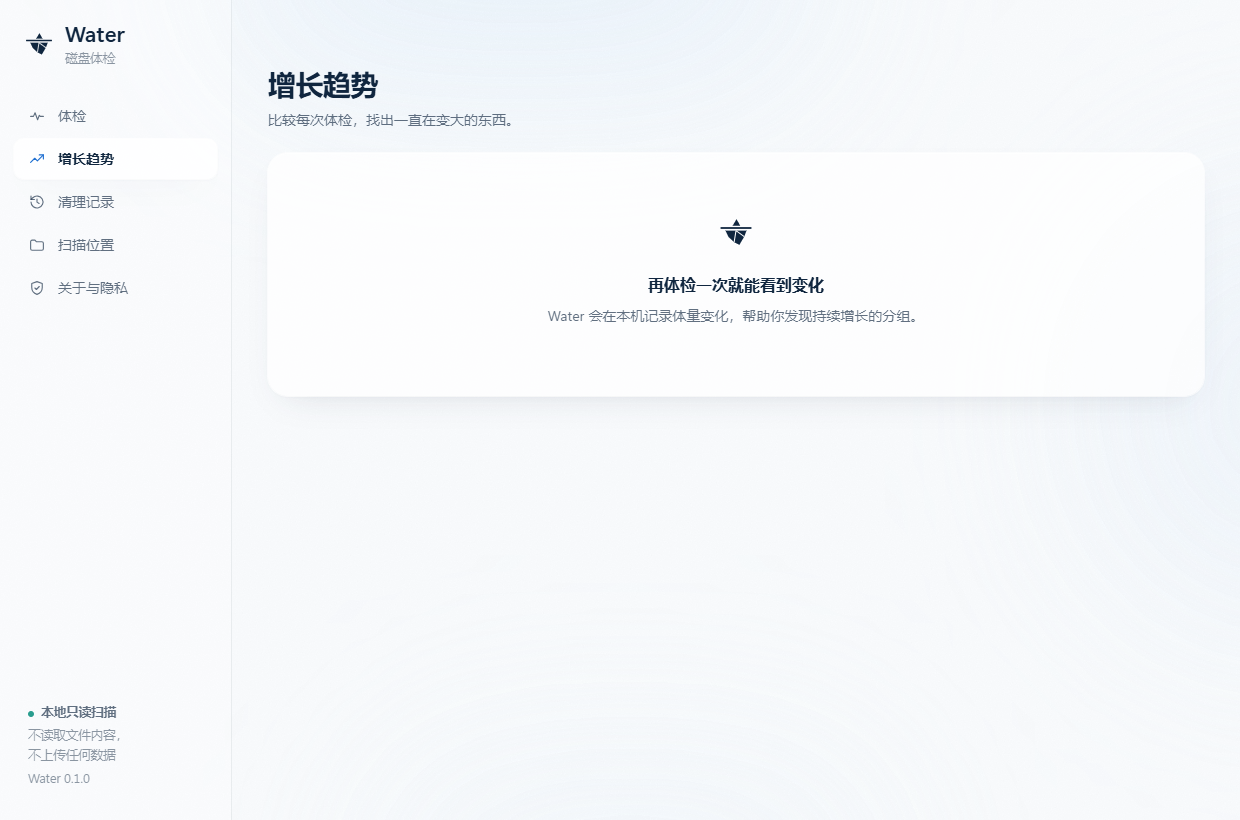 Water
磁盘体检
体检
增长趋势
清理记录
扫描位置
关于与隐私
本地只读扫描
不读取文件内容，
不上传任何数据
Water 0.1.0
增长趋势
比较每次体检，找出一直在变大的东西。
再体检一次就能看到变化
Water 会在本机记录体量变化，帮助你发现持续增长的分组。